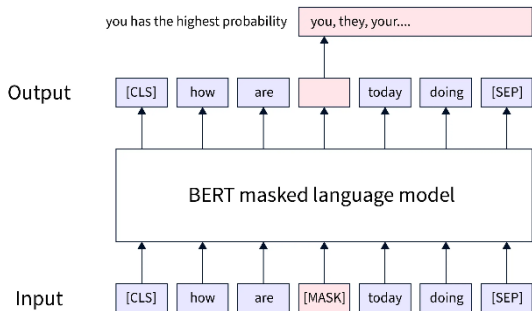 you has the highest probability you, they, your....
Output [CLS] how are today doing [SEP]
BERT masked language model
Input [CLS] how are [MASK] today doing [SEP]